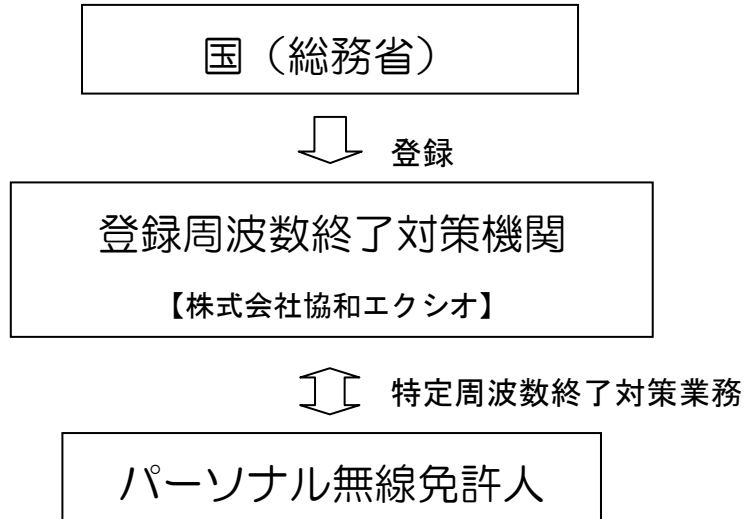 国（総務省）
登録
登録周波数終了対策機関
【株式会社協和エクシオ】
特定周波数終了対策業務
パーソナル無線免許人